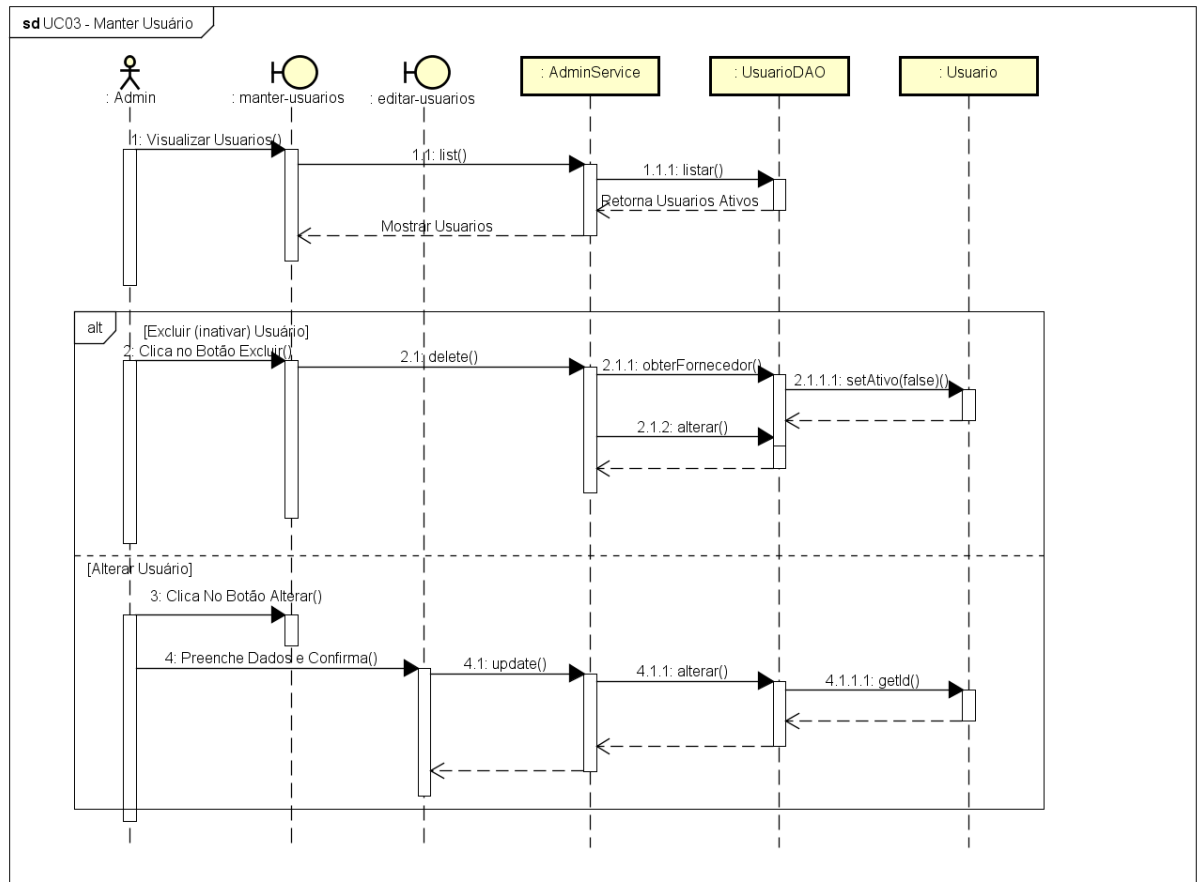 sd UC03 - Manter Usuário
: Admin
: manter-usuarios
: editar-usuarios
: AdminService
: UsuarioDAO
: Usuario
1: Visualizar Usuarios()
1.1: list()
1.1.1: listar()
Retorna Usuarios Ativos
Mostrar Usuarios
alt
[Excluir (inativar) Usuário]
2: Clica no Botão Excluir()
2.1: delete()
2.1.1: obterFornecedor()
2.1.1.1: setAtivo(false)()
2.1.2: alterar()
[Alterar Usuário]
3: Clica No Botão Alterar()
4: Preenche Dados e Confirma()
4.1: update()
4.1.1: alterar()
4.1.1.1: getId()